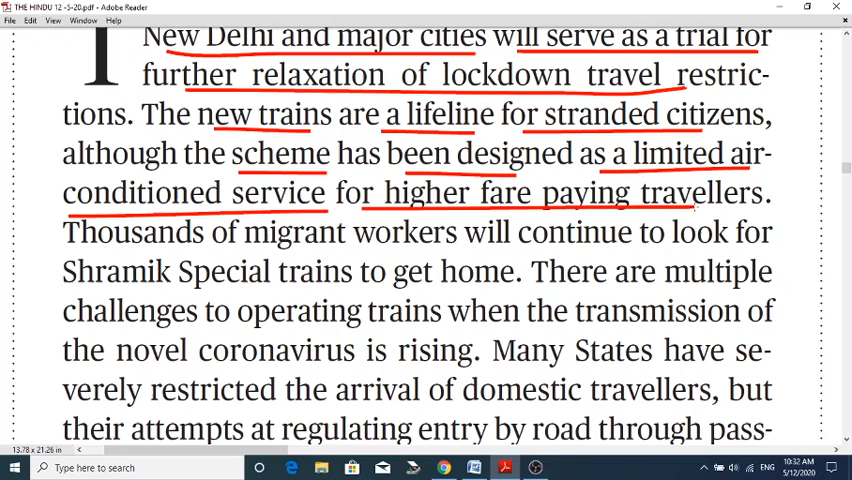 THE HINDU 12 -5-20.pdf - Adobe Reader
File Edit View Window Help
T New Delhi and major cities will serve as a trial for
further relaxation of lockdown travel restric-
tions. The new trains are a lifeline for stranded citizens,
although the scheme has been designed as a limited air-
conditioned service for higher fare paying travellers.
Thousands of migrant workers will continue to look for
Shramik Special trains to get home. There are multiple
challenges to operating trains when the transmission of
the novel coronavirus is rising. Many States have se-
verely restricted the arrival of domestic travellers, but
their attempts at regulating entry by road through pass-
13.78 x 21.26 in
Type here to search
ENG
10:32 AM
5/12/2020